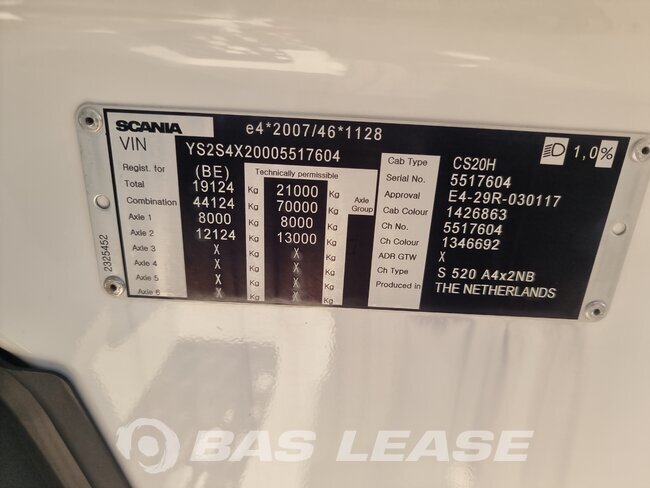 SCANIA e4*2007/46*1128
VIN YS2S4X20005517604
Regist. for (BE) Technically permissible
Total 19124 Kg 21000 Kg
Combination 44124 Kg 70000 Kg Axle Group
Axle 1 8000 Kg 8000 Kg
Axle 2 12124 Kg 13000 Kg
Axle 3 X Kg X Kg
Axle 4 X Kg X Kg
Axle 5 X Kg X Kg
Axle 6 X Kg X Kg
Cab Type CS20H 1,0%
Serial No. 5517604
Approval E4-29R-030117
Cab Colour 1426863
Ch No. 5517604
Ch Colour 1346692
ADR GTW X
Ch Type S 520 A4x2NB
Produced in THE NETHERLANDS
2325452
BAS LEASE